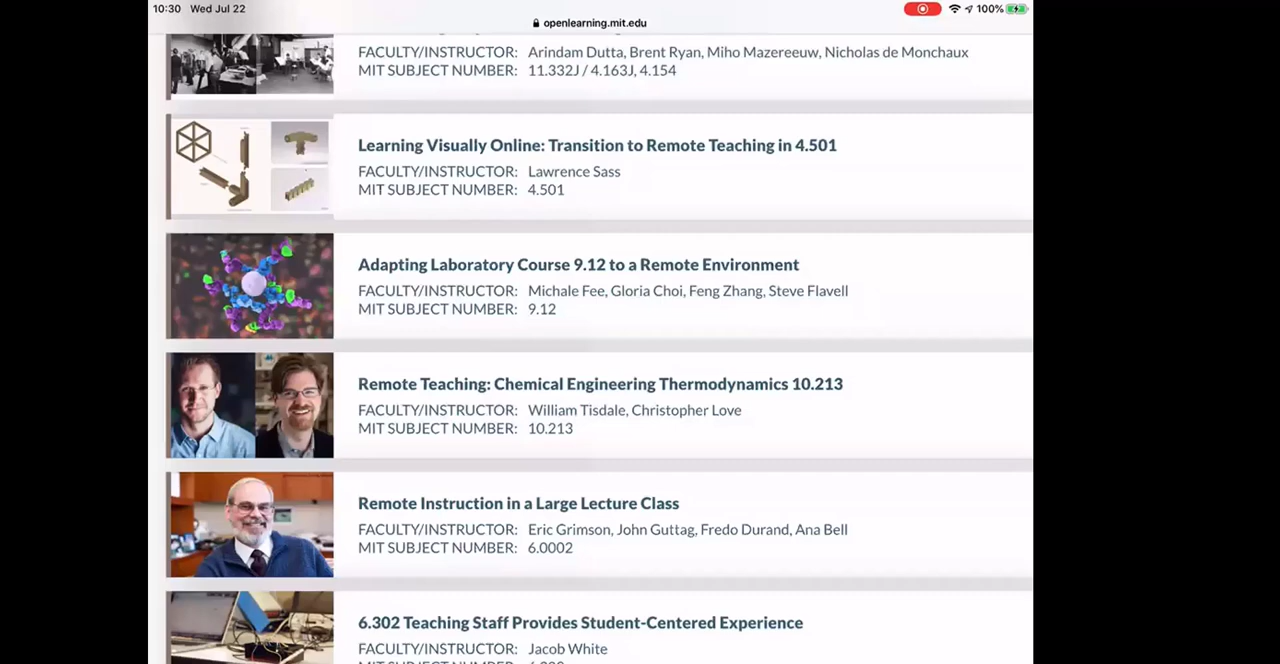 10:30 Wed Jul 22
100%
openlearning.mit.edu
FACULTY/INSTRUCTOR: Arindam Dutta, Brent Ryan, Miho Mazereeuw, Nicholas de Monchaux
MIT SUBJECT NUMBER: 11.332J / 4.163J, 4.154
Learning Visually Online: Transition to Remote Teaching in 4.501
FACULTY/INSTRUCTOR: Lawrence Sass
MIT SUBJECT NUMBER: 4.501
Adapting Laboratory Course 9.12 to a Remote Environment
FACULTY/INSTRUCTOR: Michale Fee, Gloria Choi, Feng Zhang, Steve Flavell
MIT SUBJECT NUMBER: 9.12
Remote Teaching: Chemical Engineering Thermodynamics 10.213
FACULTY/INSTRUCTOR: William Tisdale, Christopher Love
MIT SUBJECT NUMBER: 10.213
Remote Instruction in a Large Lecture Class
FACULTY/INSTRUCTOR: Eric Grimson, John Guttag, Fredo Durand, Ana Bell
MIT SUBJECT NUMBER: 6.0002
6.302 Teaching Staff Provides Student-Centered Experience
FACULTY/INSTRUCTOR: Jacob White
MIT SUBJECT NUMBER: